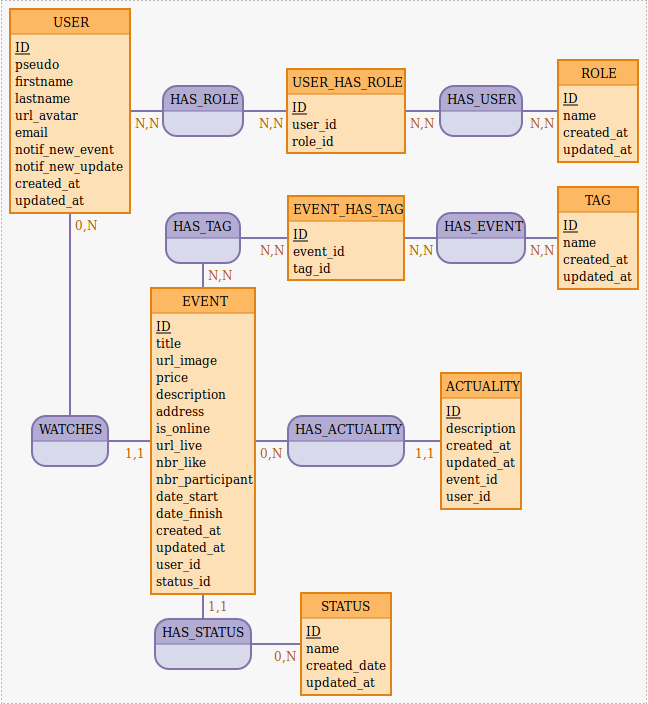 USER
ID
pseudo
firstname
lastname
url_avatar
email
notif_new_event
notif_new_update
created_at
updated_at
HAS_ROLE
N,N
N,N
USER_HAS_ROLE
ID
user_id
role_id
HAS_USER
N,N
N,N
ROLE
ID
name
created_at
updated_at
0,N
HAS_TAG
N,N
N,N
EVENT_HAS_TAG
ID
event_id
tag_id
HAS_EVENT
N,N
N,N
TAG
ID
name
created_at
updated_at
EVENT
ID
title
url_image
price
description
address
is_online
url_live
nbr_like
nbr_participant
date_start
date_finish
created_at
updated_at
user_id
status_id
WATCHES
1,1
0,N
HAS_ACTUALITY
1,1
ACTUALITY
ID
description
created_at
updated_at
event_id
user_id
1,1
HAS_STATUS
0,N
STATUS
ID
name
created_date
updated_at